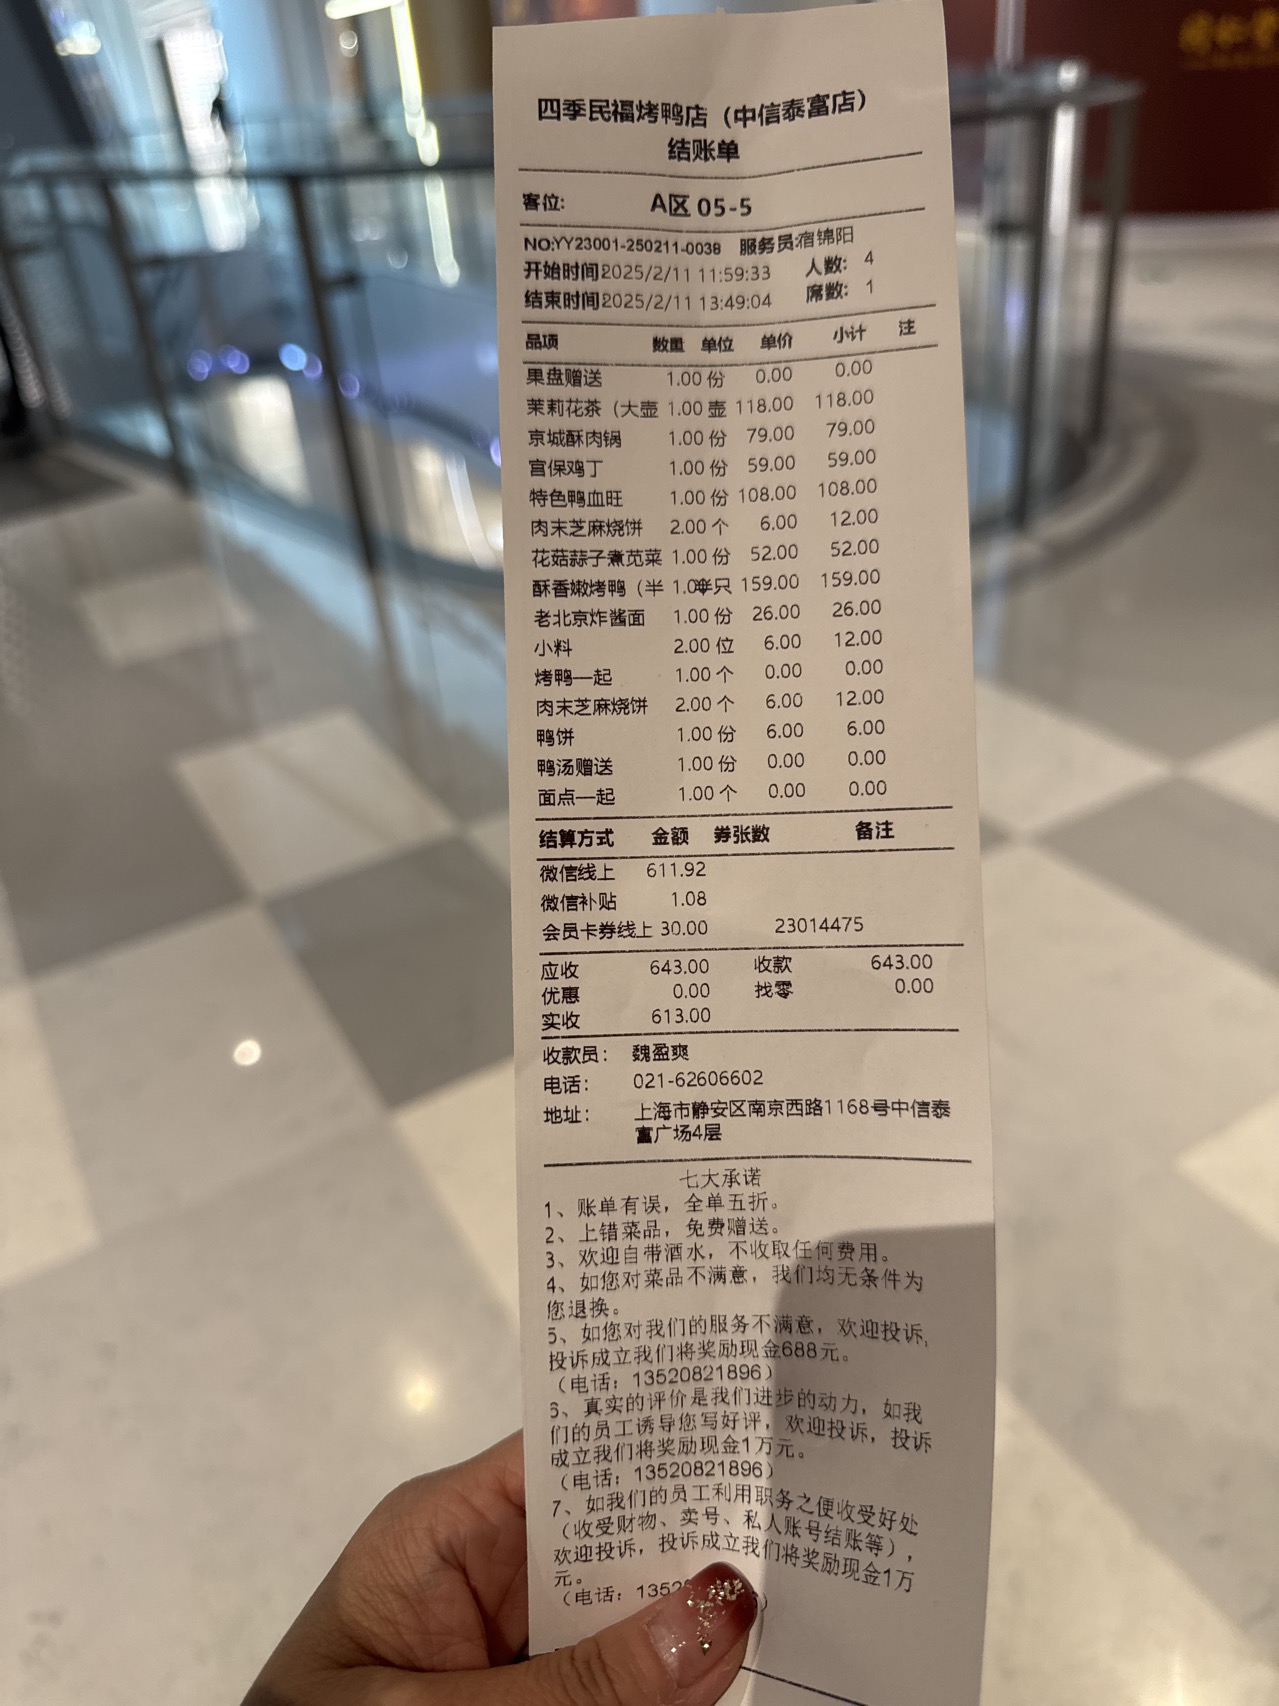 四季民福烤鸭店（中信泰富店）
结账单
客位: A区 05-5
NO:YY23001-250211-0038 服务员:宿锦阳
开始时间2025/2/11 11:59:33 人数: 4
结束时间2025/2/11 13:49:04 席数: 1
品项 数量 单位 单价 小计 注
果盘赠送 1.00 份 0.00 0.00
茉莉花茶（大壶 1.00 壶 118.00 118.00
京城酥肉锅 1.00 份 79.00 79.00
宫保鸡丁 1.00 份 59.00 59.00
特色鸭血旺 1.00 份 108.00 108.00
肉末芝麻烧饼 2.00 个 6.00 12.00
花菇蒜子煮苋菜 1.00 份 52.00 52.00
酥香嫩烤鸭（半 1.00半只 159.00 159.00
老北京炸酱面 1.00 份 26.00 26.00
小料 2.00 位 6.00 12.00
烤鸭一起 1.00 个 0.00 0.00
肉末芝麻烧饼 2.00 个 6.00 12.00
鸭饼 1.00 份 6.00 6.00
鸭汤赠送 1.00 份 0.00 0.00
面点一起 1.00 个 0.00 0.00
结算方式 金额 券张数 备注
微信线上 611.92
微信补贴 1.08
会员卡券线上 30.00 23014475
应收 643.00 收款 643.00
优惠 0.00 找零 0.00
实收 613.00
收款员: 魏盈爽
电话: 021-62606602
地址: 上海市静安区南京西路1168号中信泰
富广场4层
七大承诺
1、账单有误，全单五折。
2、上错菜品，免费赠送。
3、欢迎自带酒水，不收取任何费用。
4、如您对菜品不满意，我们均无条件为
您退换。
5、如您对我们的服务不满意，欢迎投诉,
投诉成立我们将奖励现金688元。
（电话：13520821896）
6、真实的评价是我们进步的动力，如我
们的员工诱导您写好评，欢迎投诉，投诉
成立我们将奖励现金1万元。
（电话：13520821896）
7、如我们的员工利用职务之便收受好处
（收受财物、卖号、私人账号结账等），
欢迎投诉，投诉成立我们将奖励现金1万
元。
（电话：1352